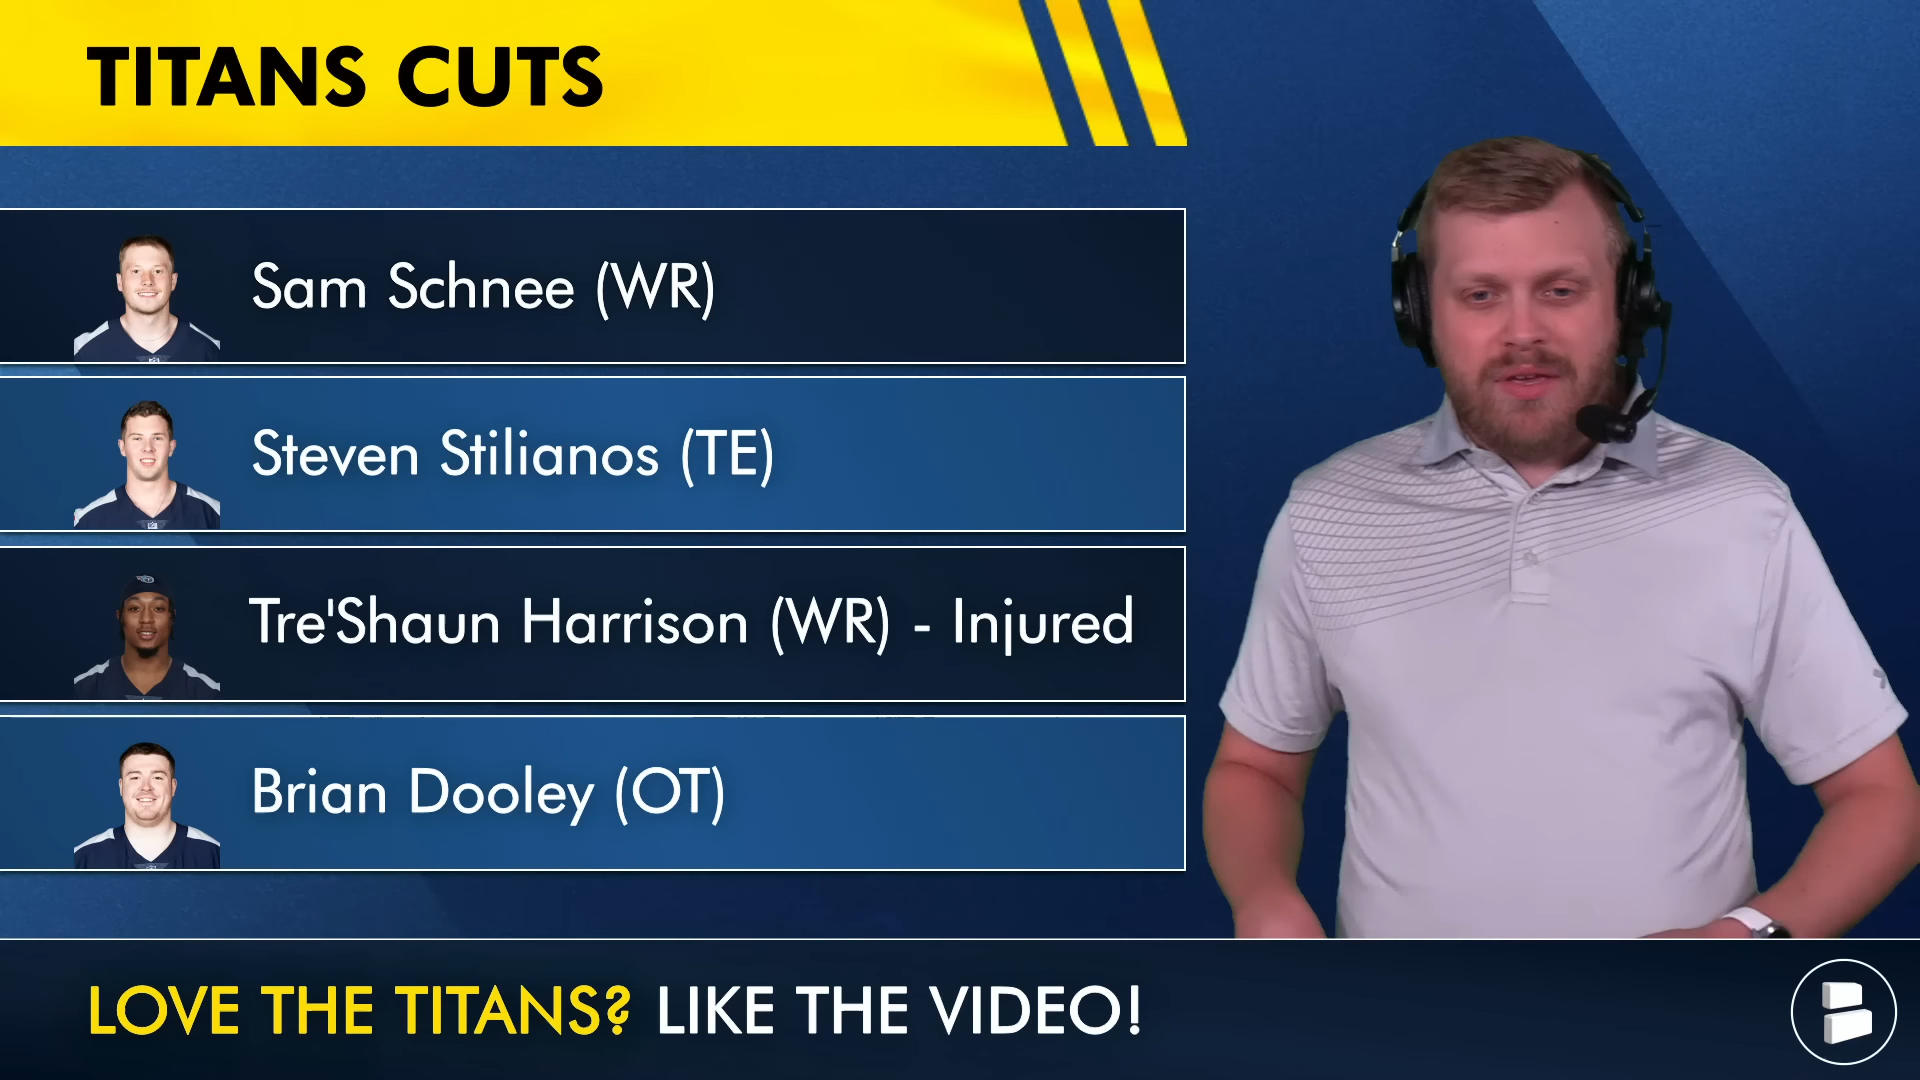 TITANS CUTS
Sam Schnee (WR)
Steven Stilianos (TE)
Tre'Shaun Harrison (WR) - Injured
Brian Dooley (OT)
LOVE THE TITANS? LIKE THE VIDEO!